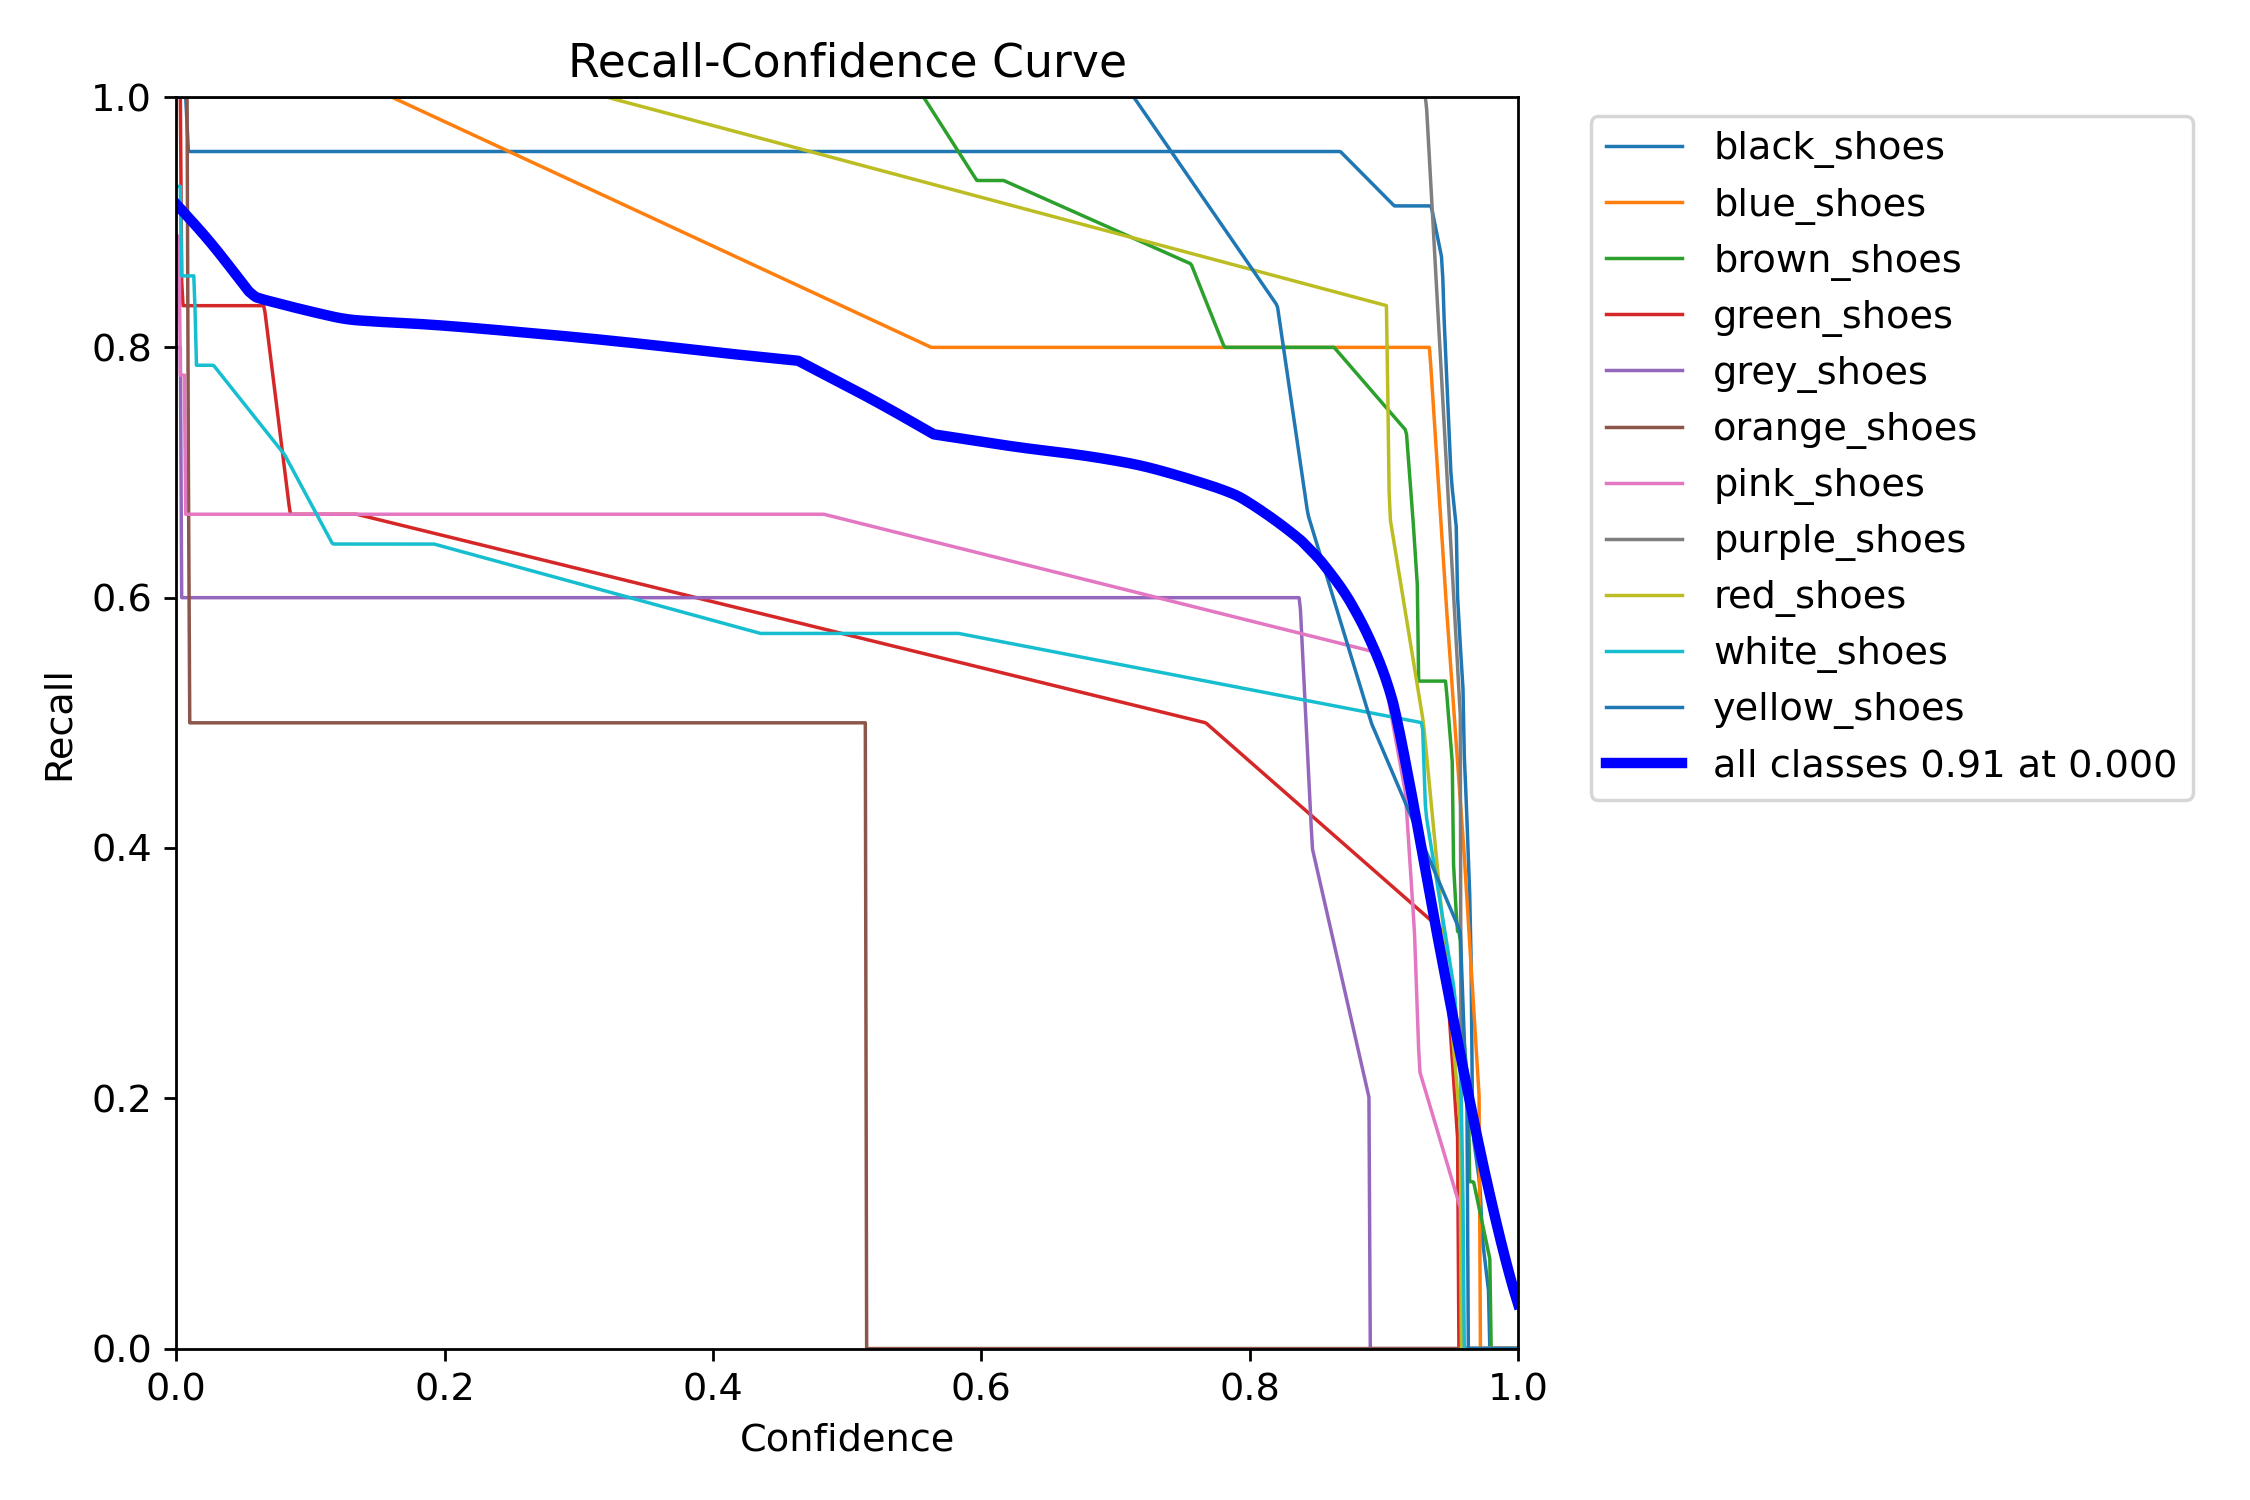 Recall-Confidence Curve
1.0
0.8
0.6
0.4
0.2
0.0
Recall
0.0 0.2 0.4 0.6 0.8 1.0
Confidence
black_shoes
blue_shoes
brown_shoes
green_shoes
grey_shoes
orange_shoes
pink_shoes
purple_shoes
red_shoes
white_shoes
yellow_shoes
all classes 0.91 at 0.000